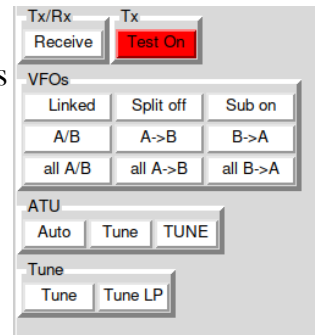 Tx/Rx Tx
Receive Test On
s
VFOs
Linked Split off Sub on
A/B A->B B->A
all A/B all A->B all B->A
ATU
Auto Tune TUNE
Tune
Tune Tune LP